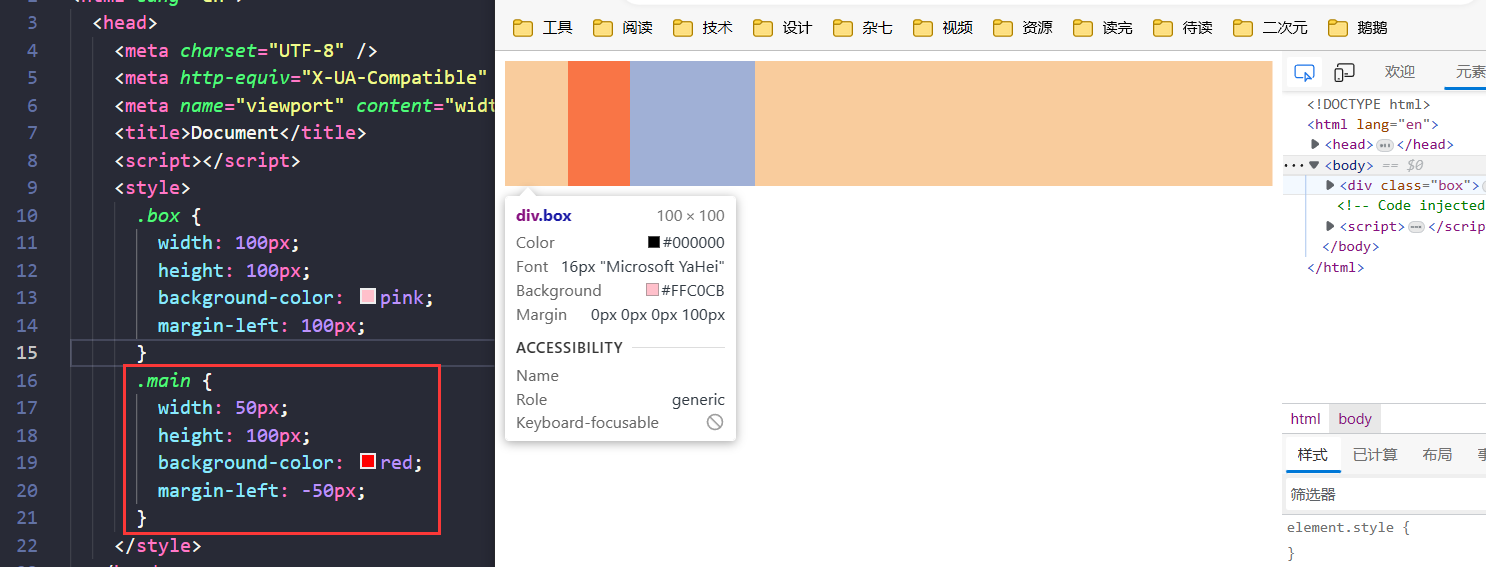 3 <head>
4 <meta charset="UTF-8" />
5 <meta http-equiv="X-UA-Compatible"
6 <meta name="viewport" content="widt
7 <title>Document</title>
8 <script></script>
9 <style>
10 .box {
11 width: 100px;
12 height: 100px;
13 background-color: pink;
14 margin-left: 100px;
15 }
16 .main {
17 width: 50px;
18 height: 100px;
19 background-color: red;
20 margin-left: -50px;
21 }
22 </style>
工具 阅读 技术 设计 杂七 视频 资源 读完 待读 二次元 鹅鹅
div.box 100 × 100
Color #000000
Font 16px "Microsoft YaHei"
Background #FFC0CB
Margin 0px 0px 0px 100px
ACCESSIBILITY
Name
Role generic
Keyboard-focusable
欢迎 元素
<!DOCTYPE html>
<html lang="en">
<head> ••• </head>
••• <body> == $0
<div class="box">
<!-- Code injected
<script> ••• </scrip
</body>
</html>
html body
样式 已计算 布局
筛选器
element.style {
}